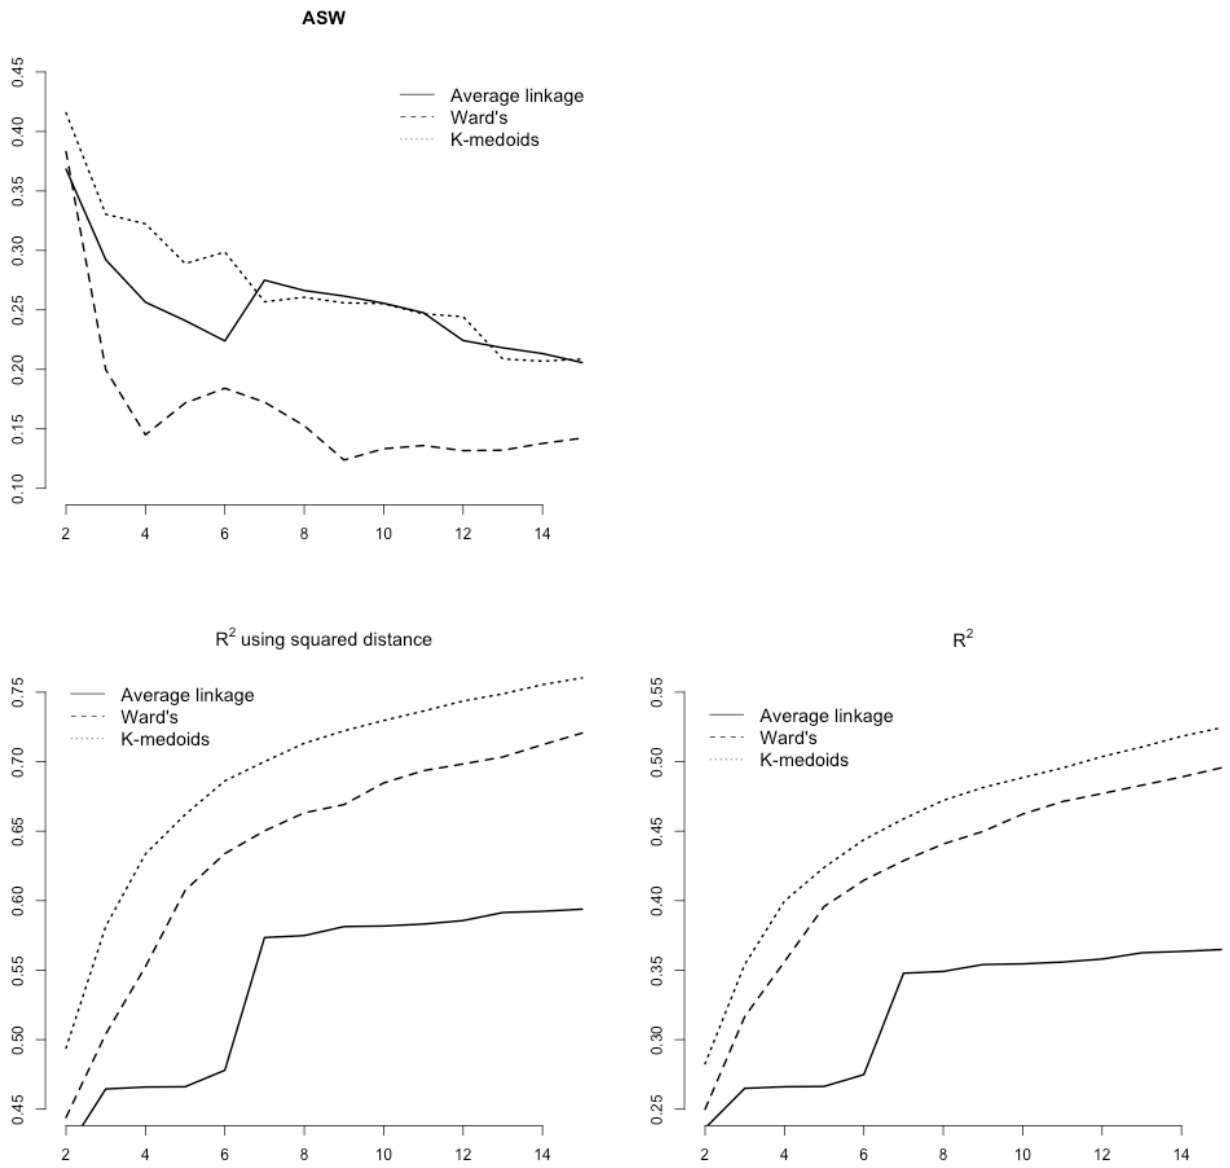 ASW
0.45
0.40
0.35
0.30
0.25
0.20
0.15
0.10
Average linkage
Ward's
K-medoids
2 4 6 8 10 12 14
R² using squared distance
0.75
0.70
0.65
0.60
0.55
0.50
0.45
Average linkage
Ward's
K-medoids
2 4 6 8 10 12 14
R²
0.55
0.50
0.45
0.40
0.35
0.30
0.25
Average linkage
Ward's
K-medoids
2 4 6 8 10 12 14